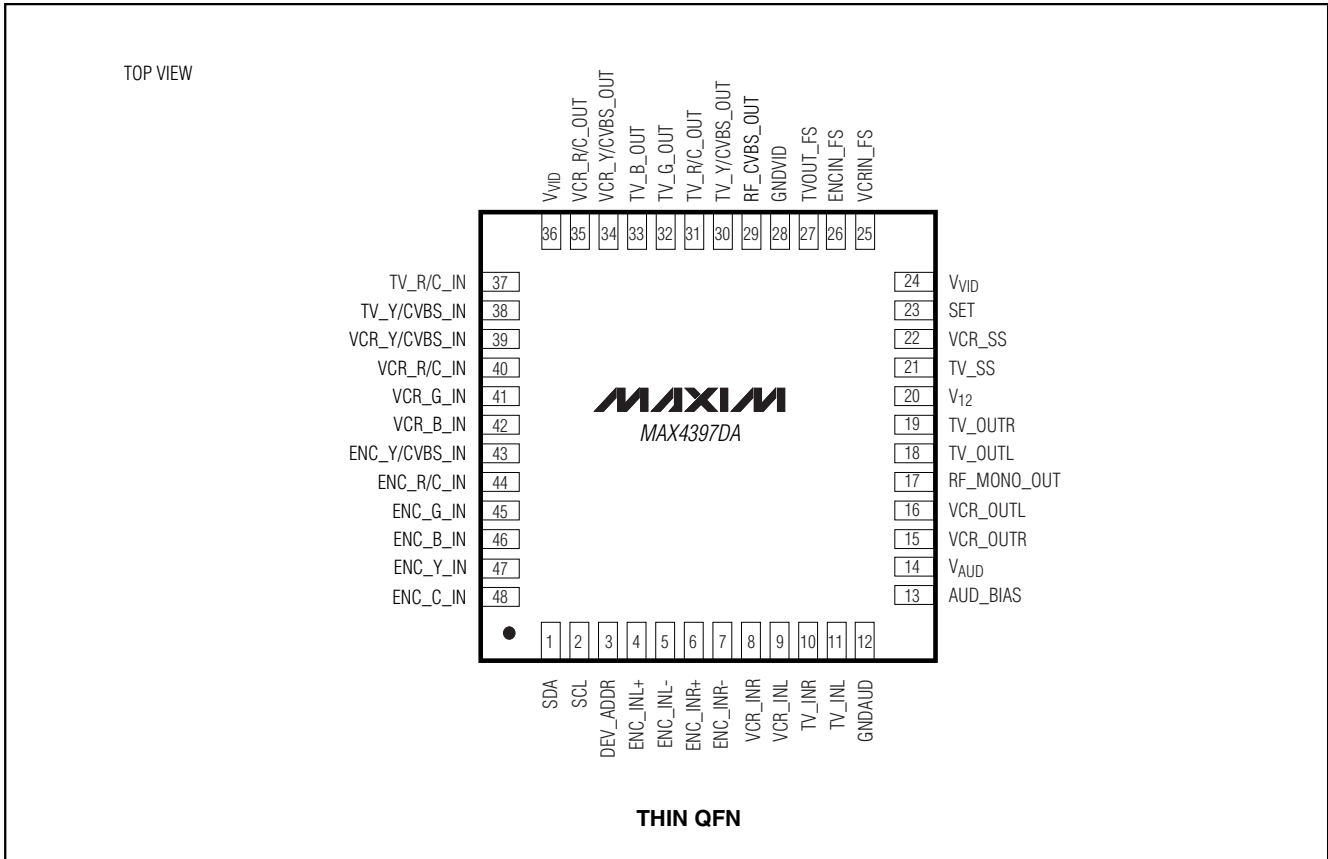 TOP VIEW
VVID
VCR_R/C_OUT
VCR_Y/CVBS_OUT
TV_B_OUT
TV_G_OUT
TV_R/C_OUT
TV_Y/CVBS_OUT
RF_CVBS_OUT
GNDVID
TVOUT_FS
ENCIN_FS
VCRIN_FS
36 35 34 33 32 31 30 29 28 27 26 25
TV_R/C_IN 37
TV_Y/CVBS_IN 38
VCR_Y/CVBS_IN 39
VCR_R/C_IN 40
VCR_G_IN 41
VCR_B_IN 42
ENC_Y/CVBS_IN 43
ENC_R/C_IN 44
ENC_G_IN 45
ENC_B_IN 46
ENC_Y_IN 47
ENC_C_IN 48
MAXIM
MAX4397DA
24 VVID
23 SET
22 VCR_SS
21 TV_SS
20 V12
19 TV_OUTR
18 TV_OUTL
17 RF_MONO_OUT
16 VCR_OUTL
15 VCR_OUTR
14 VAUD
13 AUD_BIAS
1 2 3 4 5 6 7 8 9 10 11 12
SDA
SCL
DEV_ADDR
ENC_INL+
ENC_INL-
ENC_INR+
ENC_INR-
VCR_INR
VCR_INL
TV_INR
TV_INL
GNDAUD
THIN QFN